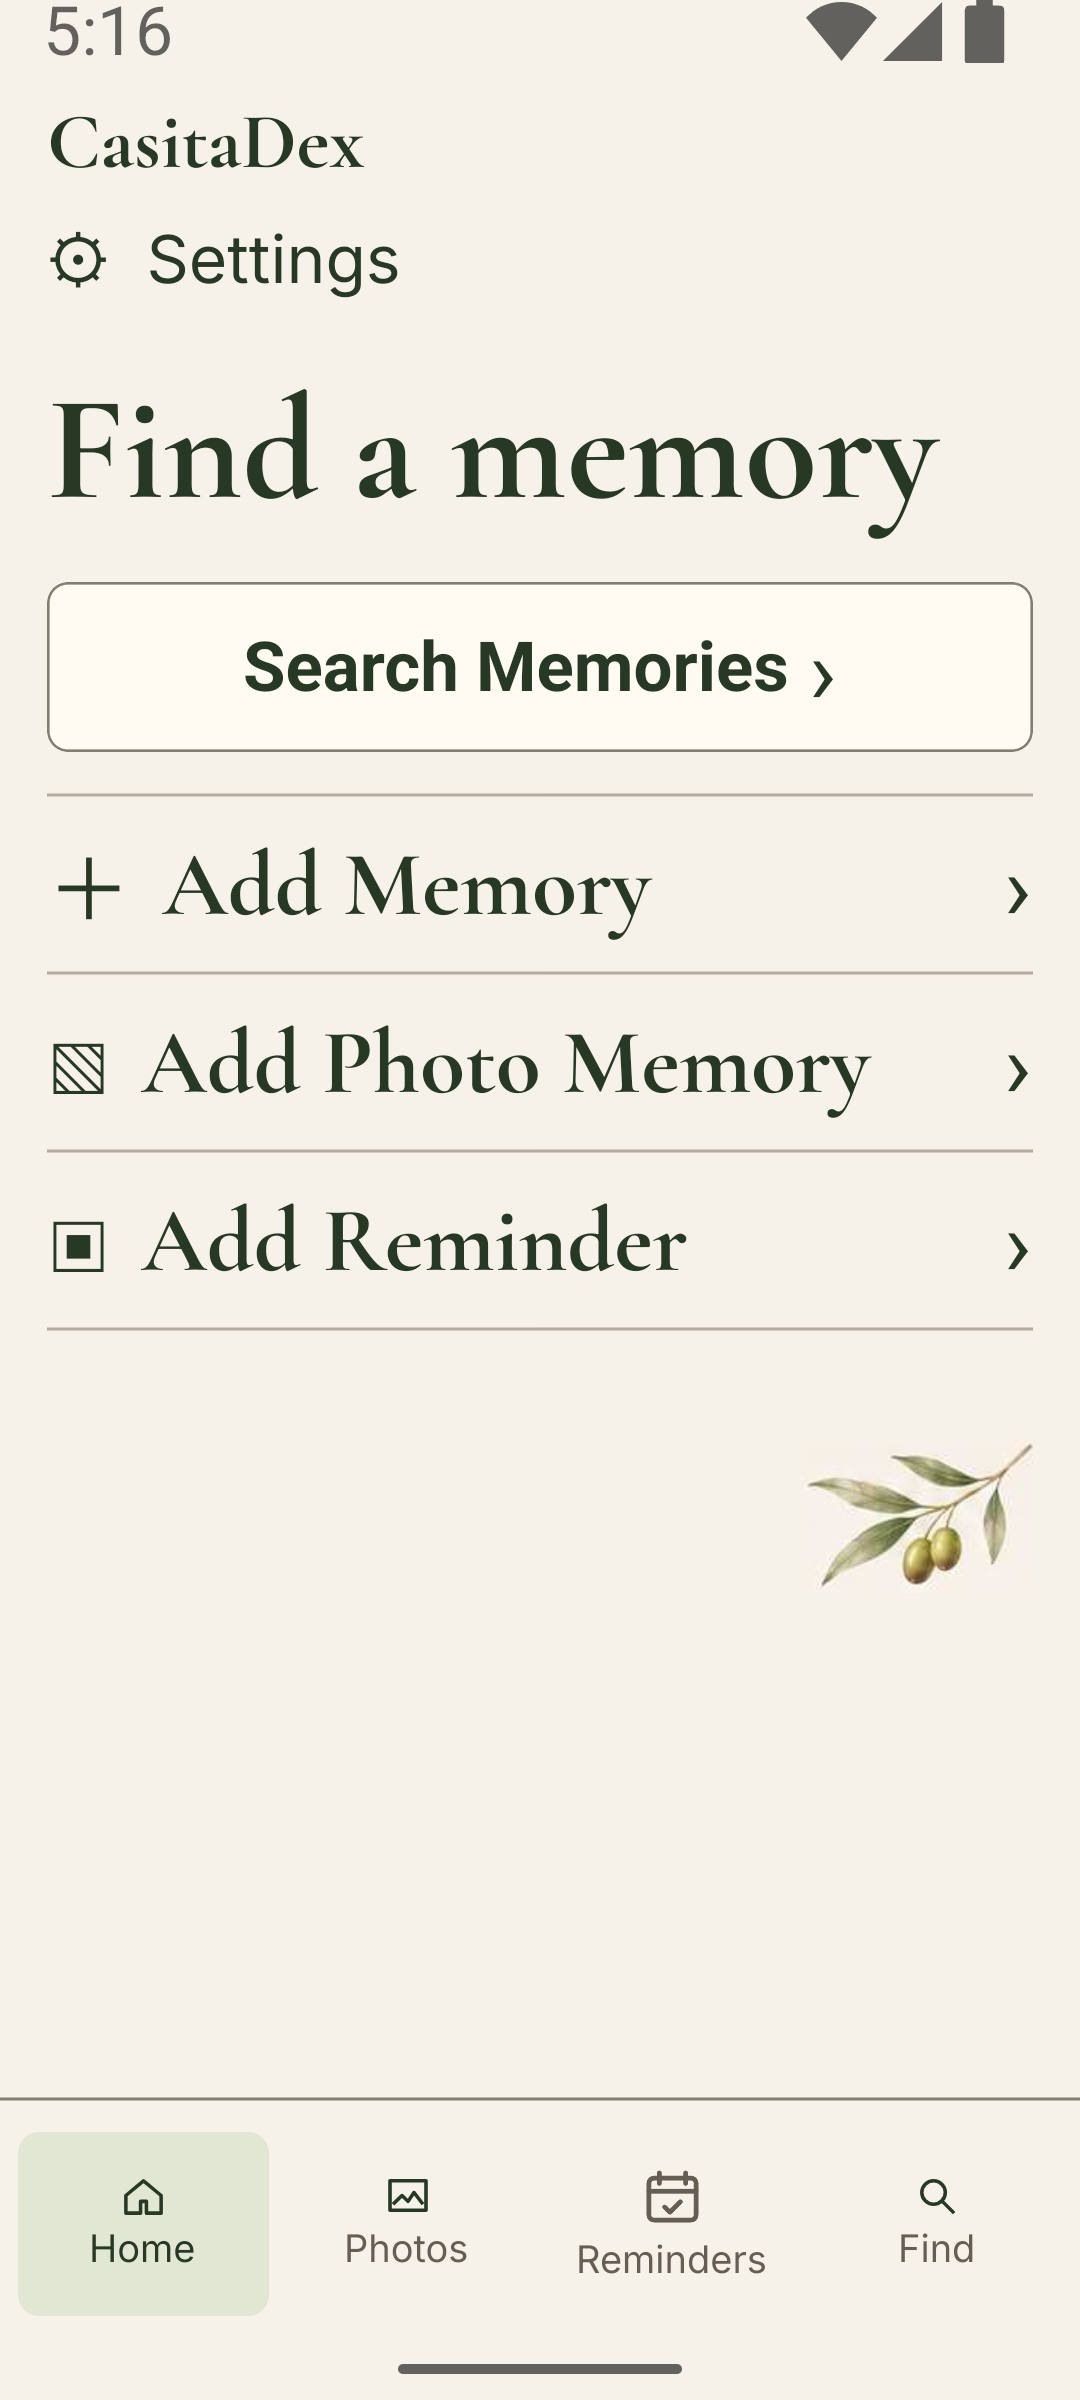 5:16
CasitaDex
Settings
Find a memory
Search Memories ›
+ Add Memory ›
Add Photo Memory ›
Add Reminder ›
Home
Photos
Reminders
Find